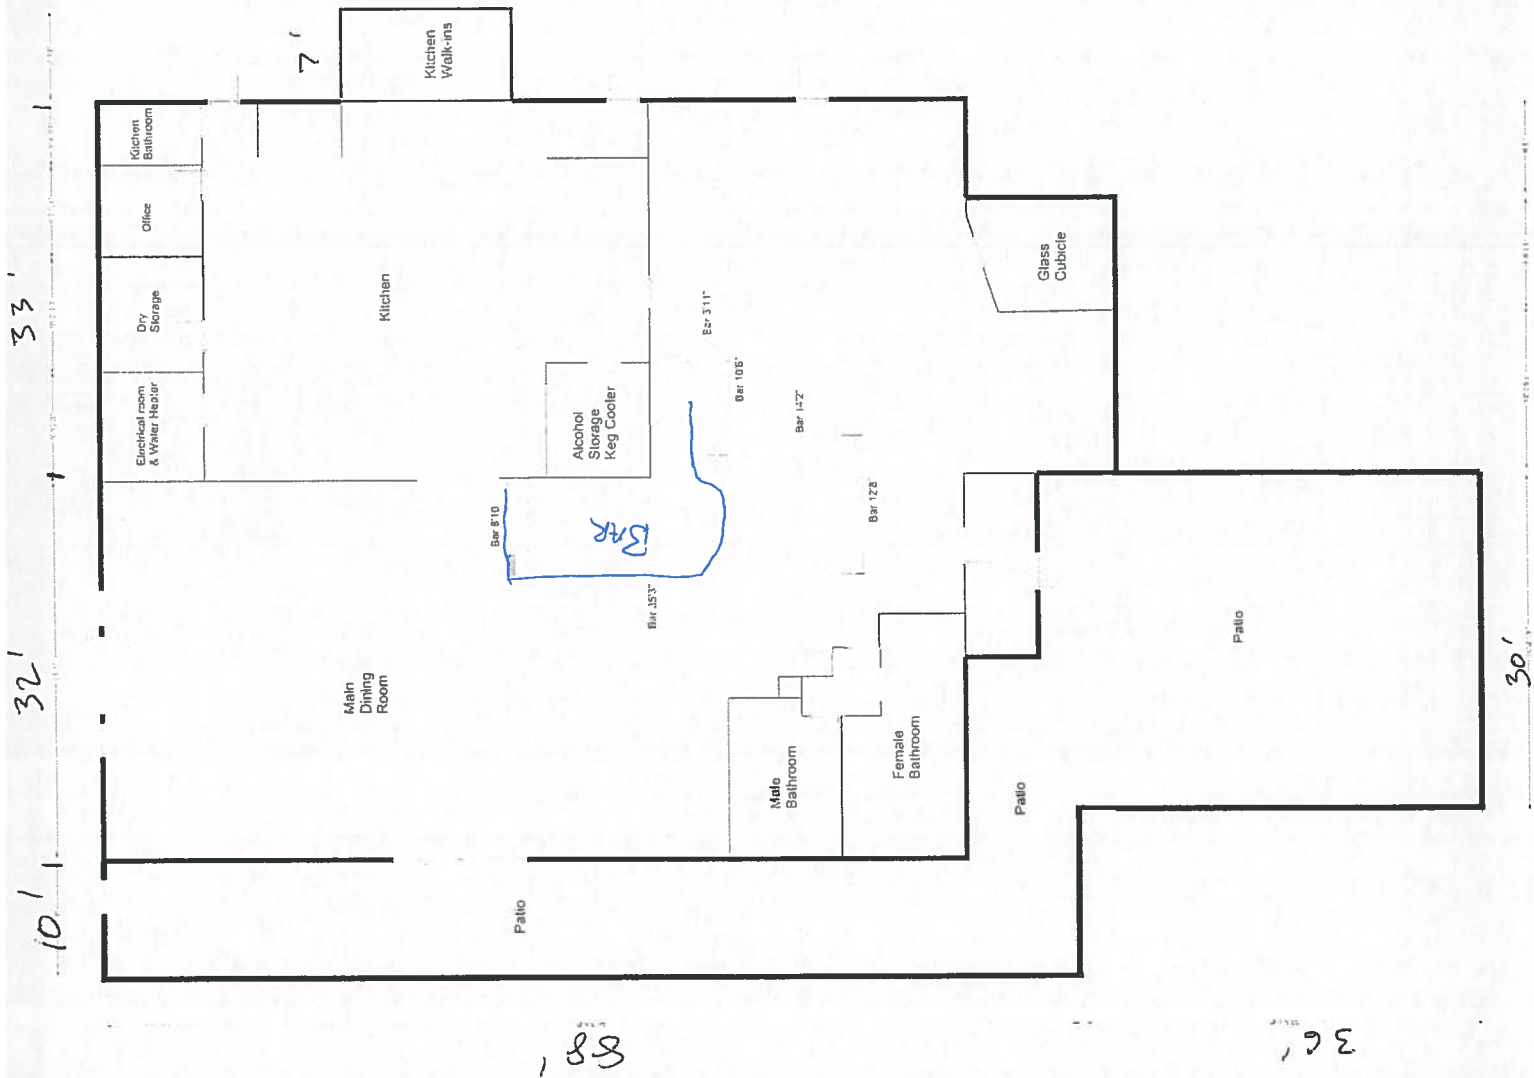 7'
Kitchen
Walk-ins
33'
32'
10'
Kitchen
Bathroom
Office
Dry
Storage
Electrical room
& Water Heater
Kitchen
Alcohol
Storage
Keg Cooler
Glass
Cubicle
Bar 3'11"
Bar 10'6"
Bar 14'2"
Bar 12'8"
Bar 8'10
BAR
Bar 15'3"
Main
Dining
Room
Male
Bathroom
Female
Bathroom
Patio
Patio
Patio
30'
88'
36'